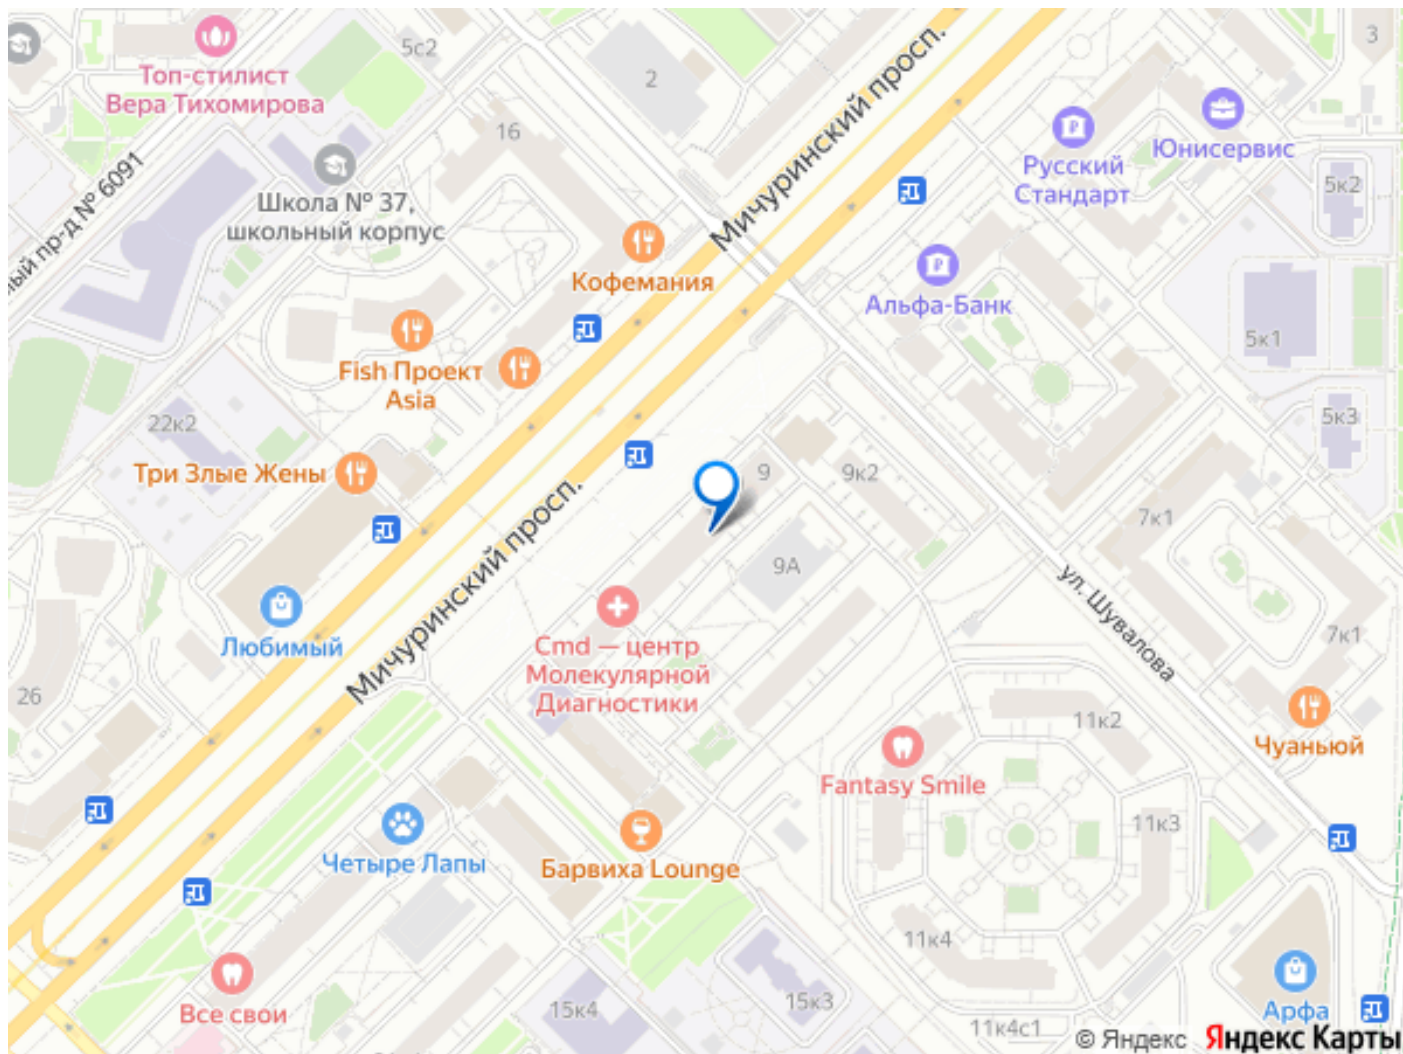 3
5с2
2
Топ-стилист
Вера Тихомирова
Мичуринский просп.
Юнисервис
Русский
Стандарт
16
5к2
ный пр-д № 6091
Школа № 37,
школьный корпус
Кофемания
Альфа-Банк
5к1
Fish Проект
Asia
22к2
5к3
Три Злые Жены
9
9к2
7к1
Мичуринский просп.
9А
ул. Шувалова
Любимый
Cmd — центр
Молекулярной
Диагностики
7к1
26
11к2
Чуаньюй
Fantasy Smile
11к3
Четыре Лапы
Барвиха Lounge
11к4
Все свои
15к4
15к3
Арфа
11к4с1
© Яндекс Яндекс Карты